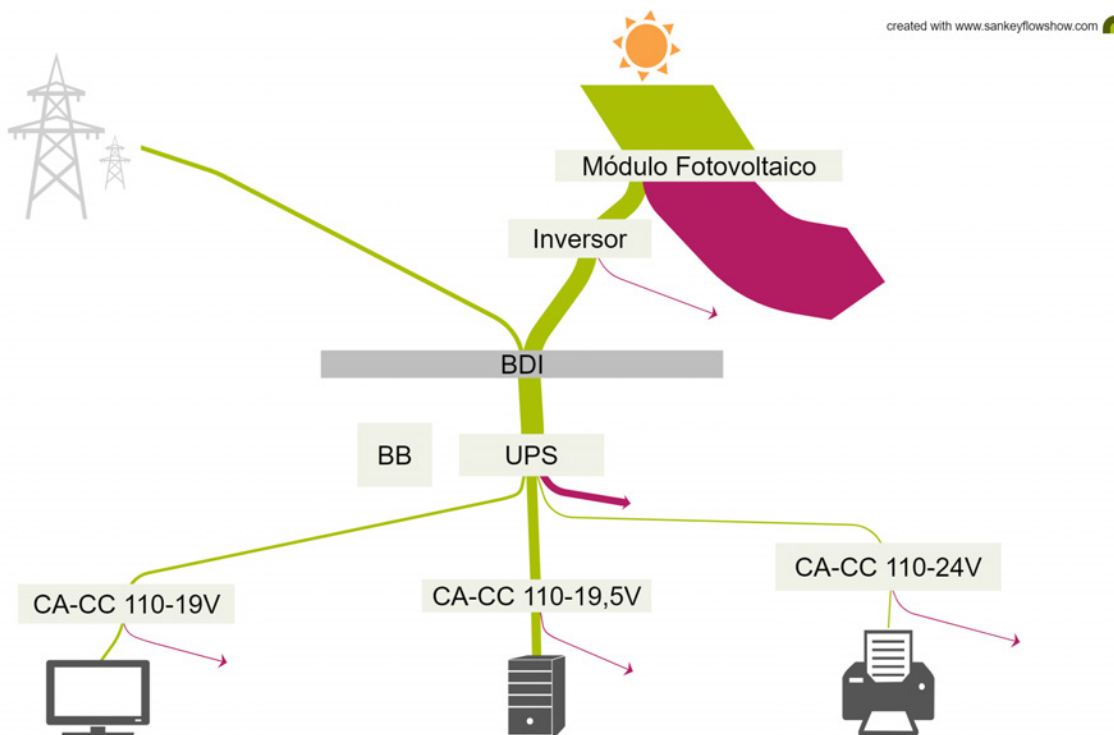 created with www.sankeyflowshow.com
Módulo Fotovoltaico
Inversor
BDI
BB
UPS
CA-CC 110-19V
CA-CC 110-19,5V
CA-CC 110-24V